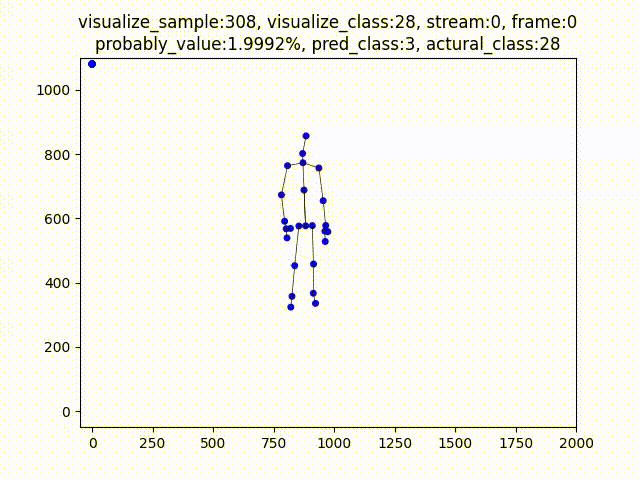 visualize_sample:308, visualize_class:28, stream:0, frame:0
probably_value:1.9992%, pred_class:3, actural_class:28
1000
800
600
400
200
0
0 250 500 750 1000 1250 1500 1750 2000